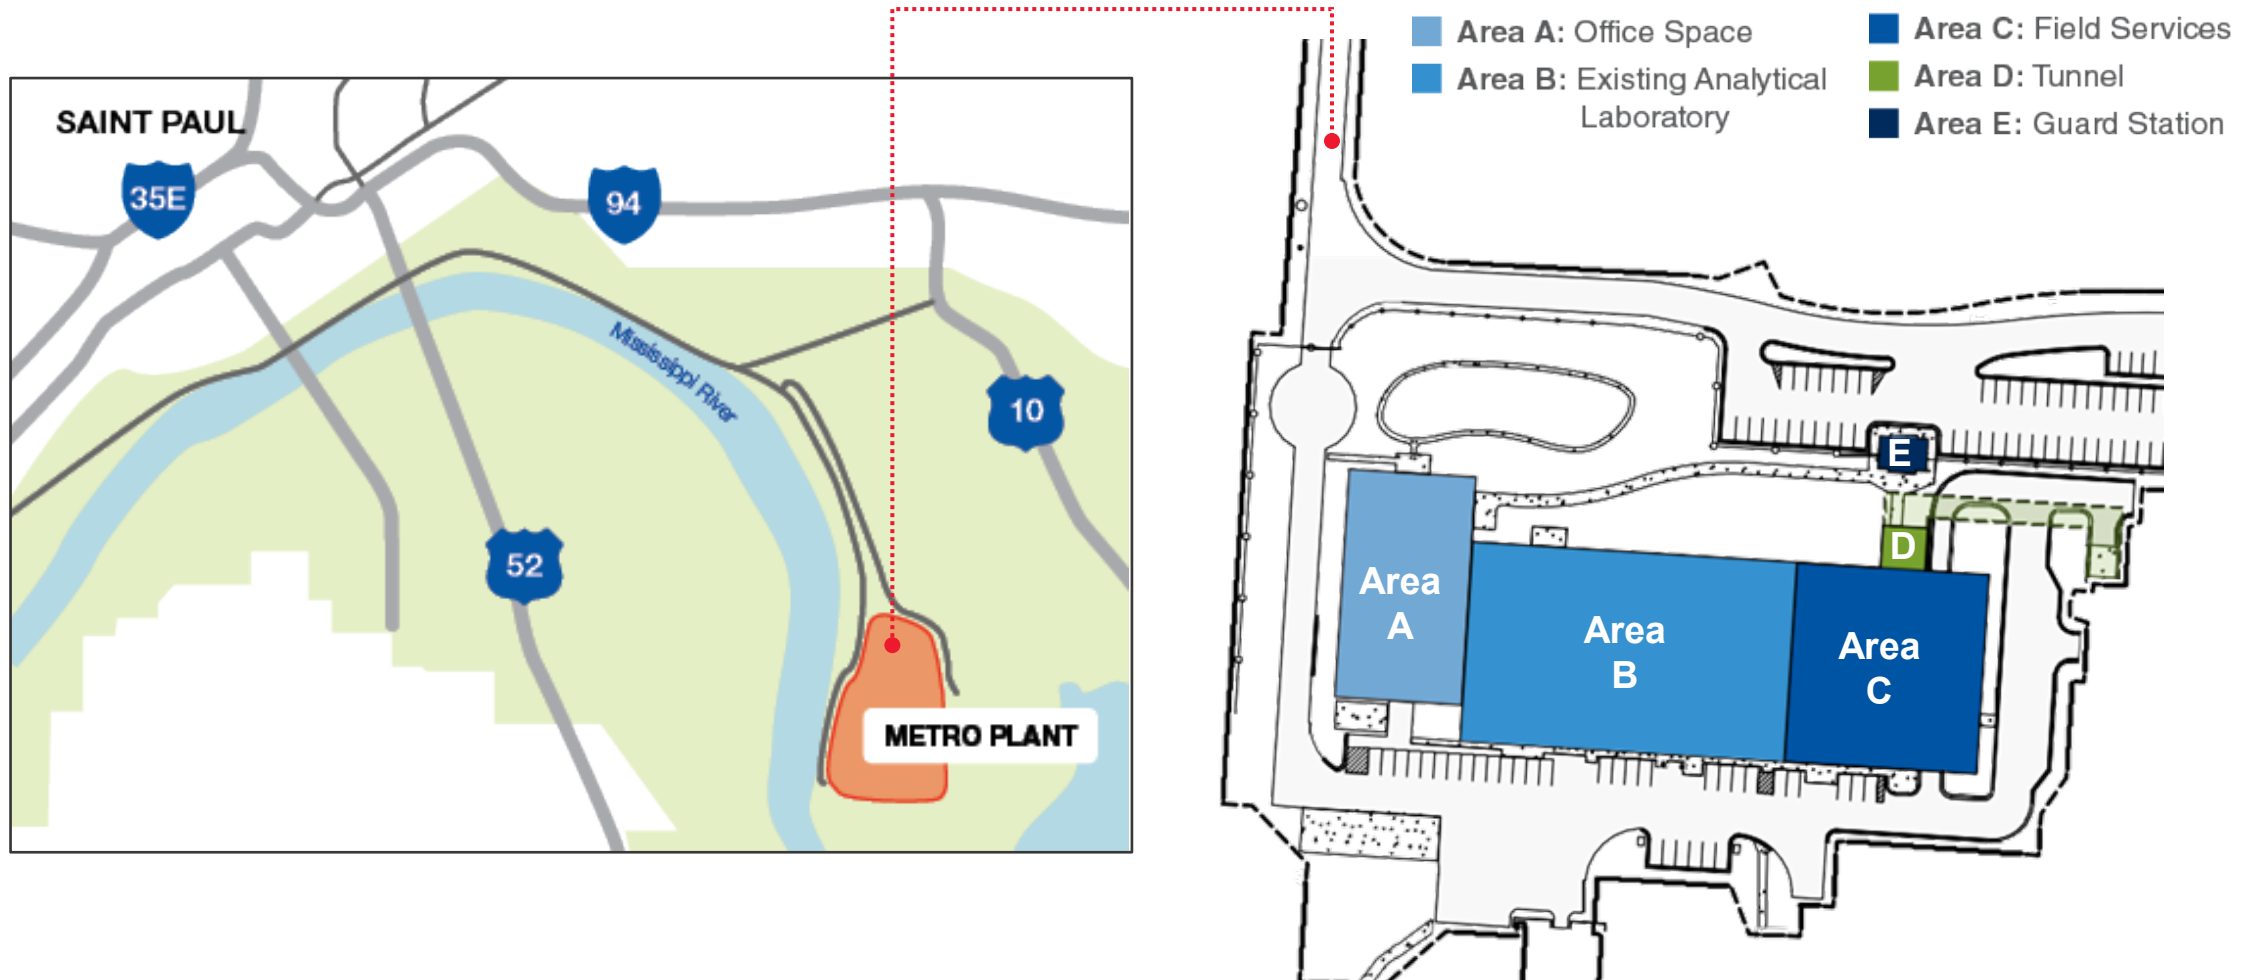 SAINT PAUL
35E
94
Mississippi River
10
52
METRO PLANT
Area A: Office Space
Area B: Existing Analytical
Laboratory
Area C: Field Services
Area D: Tunnel
Area E: Guard Station
E
D
Area
A
Area
B
Area
C